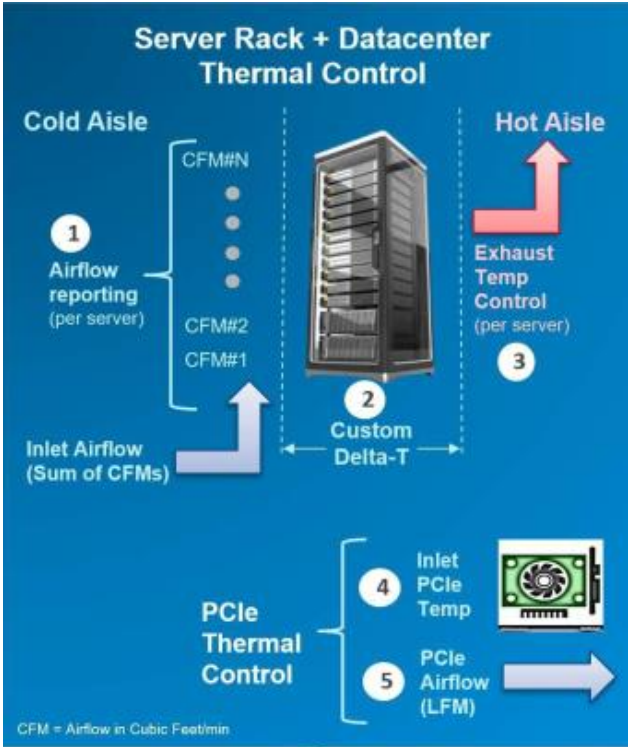 Server Rack + Datacenter
Thermal Control
Cold Aisle
Hot Aisle
CFM#N
1
Airflow
reporting
(per server)
CFM#2
CFM#1
Inlet Airflow
(Sum of CFMs)
2
Custom
Delta-T
Exhaust
Temp
Control
(per server)
3
PCIe
Thermal
Control
4
Inlet
PCIe
Temp
5
PCIe
Airflow
(LFM)
CFM = Airflow in Cubic Feet/min